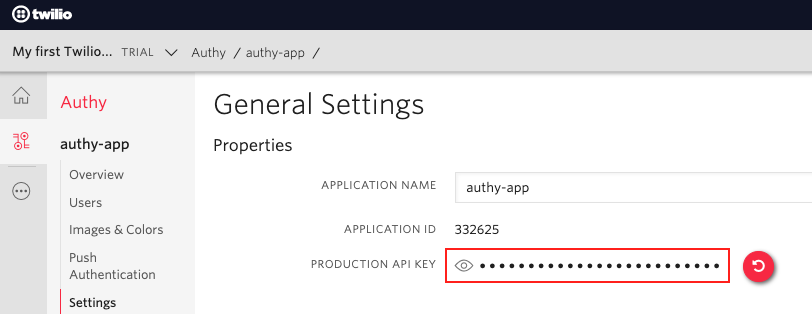 twilio
My first Twilio... TRIAL Authy / authy-app /
Authy
authy-app
Overview
Users
Images & Colors
Push
Authentication
Settings
General Settings
Properties
APPLICATION NAME authy-app
APPLICATION ID 332625
PRODUCTION API KEY ••••••••••••••••••••••••